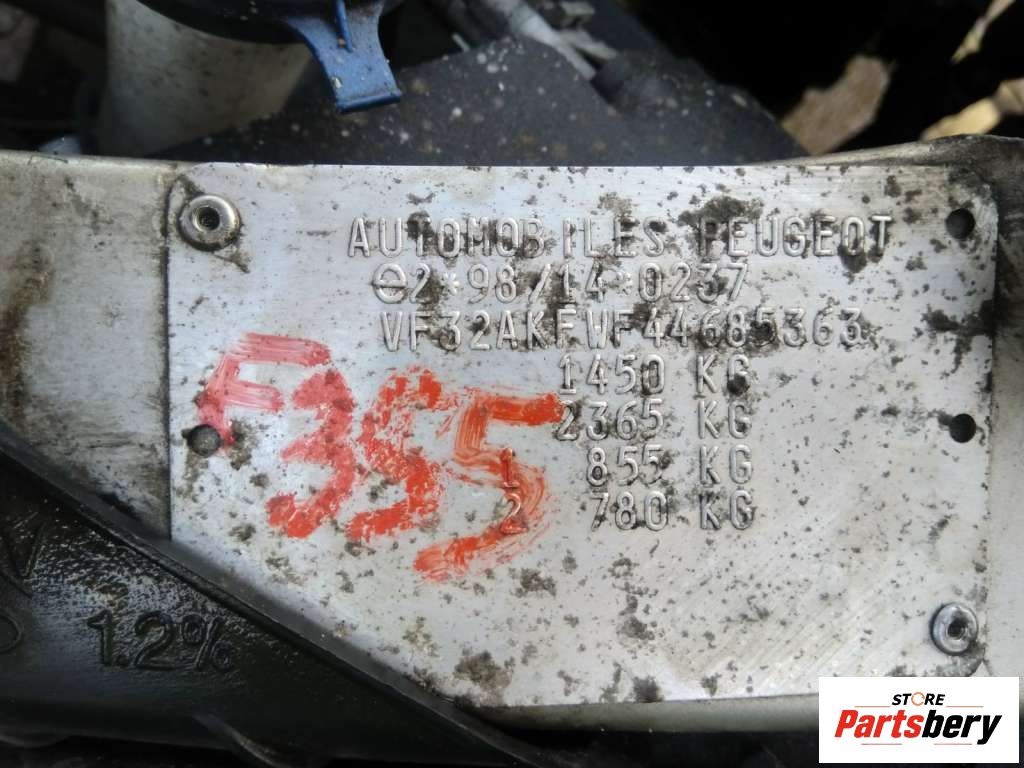 AUTOMOBILES PEUGEOT
e2*98/14*0237
VF32AKFWF44685363
1450 KG
2365 KG
1 855 KG
2 780 KG
F355
V
1.2%
STORE
Partsbery